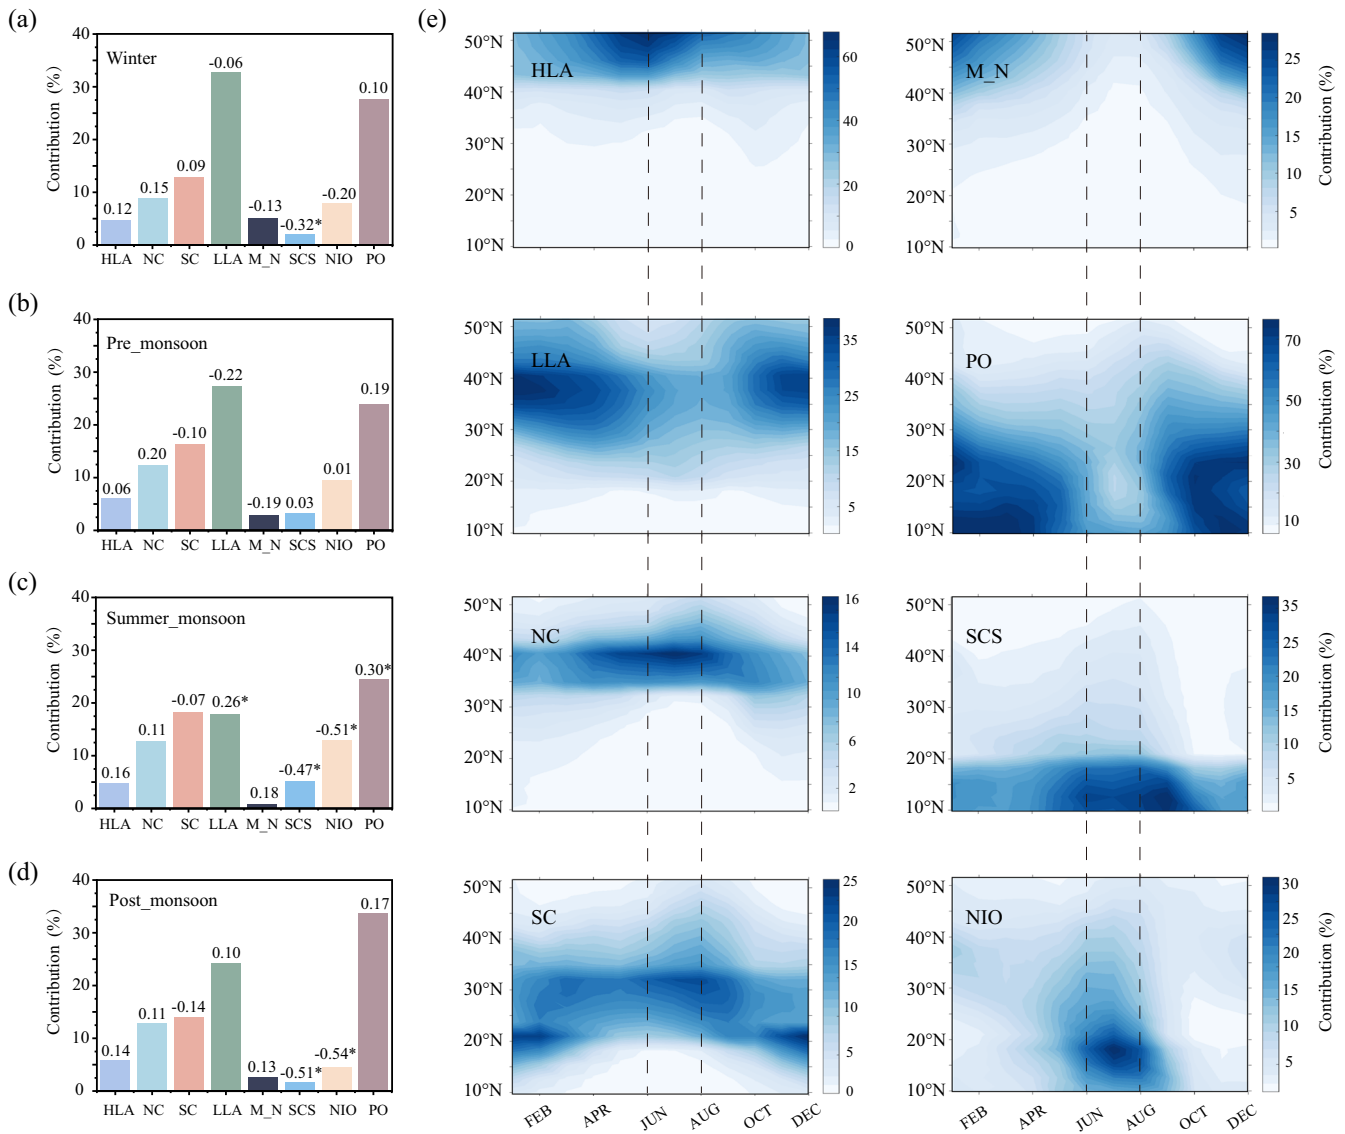 (a)
Contribution (%)
40
30
20
10
0
Winter
0.12
0.15
0.09
-0.06
-0.13
-0.32*
-0.20
0.10
HLA NC SC LLA M_N SCS NIO PO
(b)
Contribution (%)
40
30
20
10
0
Pre_monsoon
0.06
0.20
-0.10
-0.22
-0.19
0.03
0.01
0.19
HLA NC SC LLA M_N SCS NIO PO
(c)
Contribution (%)
40
30
20
10
0
Summer_monsoon
0.16
0.11
-0.07
0.26*
0.18
-0.47*
-0.51*
0.30*
HLA NC SC LLA M_N SCS NIO PO
(d)
Contribution (%)
40
30
20
10
0
Post_monsoon
0.14
0.11
-0.14
0.10
0.13
-0.51*
-0.54*
0.17
HLA NC SC LLA M_N SCS NIO PO
(e)
50°N
40°N
30°N
20°N
10°N
HLA
60
40
20
0
50°N
40°N
30°N
20°N
10°N
M_N
25
20
15
10
5
Contribution (%)
50°N
40°N
30°N
20°N
10°N
LLA
35
25
15
5
50°N
40°N
30°N
20°N
10°N
PO
70
50
30
10
Contribution (%)
50°N
40°N
30°N
20°N
10°N
NC
16
14
12
10
8
6
4
2
50°N
40°N
30°N
20°N
10°N
SCS
35
30
25
20
15
10
5
Contribution (%)
50°N
40°N
30°N
20°N
10°N
SC
25
20
15
10
5
0
FEB APR JUN AUG OCT DEC
50°N
40°N
30°N
20°N
10°N
NIO
30
25
20
15
10
5
Contribution (%)
FEB APR JUN AUG OCT DEC